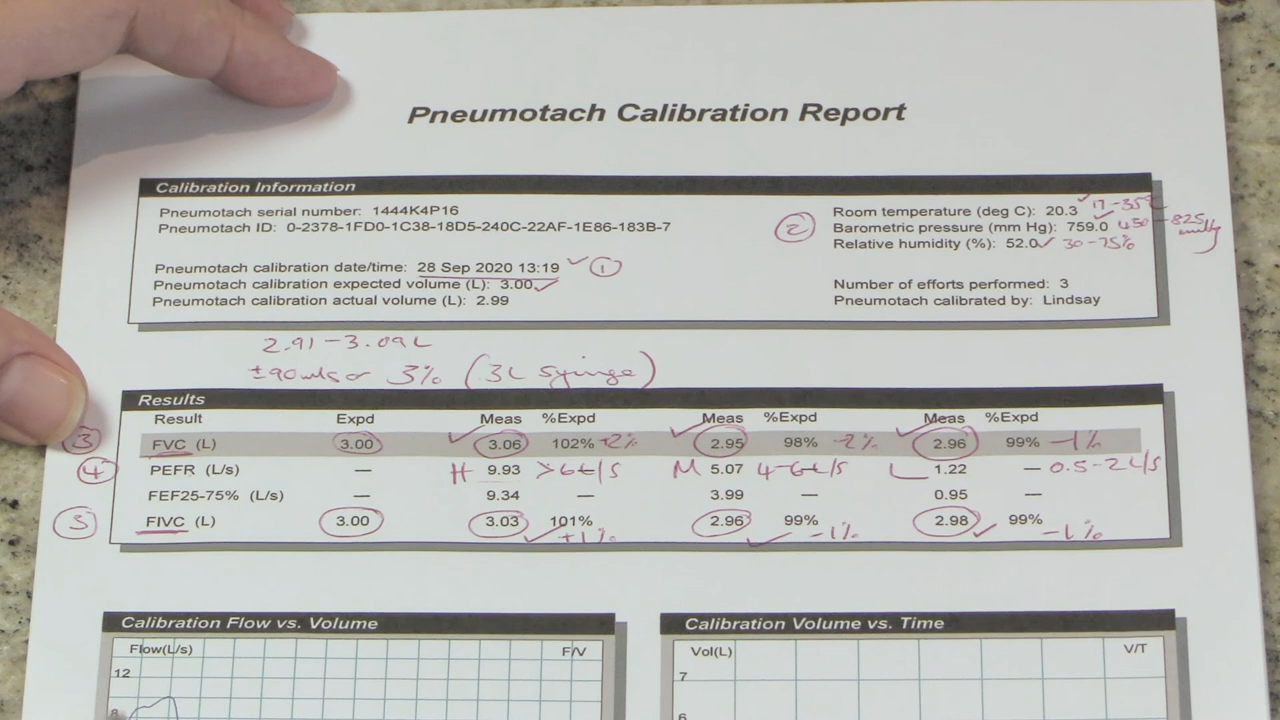 Pneumotach Calibration Report
Calibration Information
Pneumotach serial number: 1444K4P16
Pneumotach ID: 0-2378-1FD0-1C38-18D5-240C-22AF-1E86-183B-7
Pneumotach calibration date/time: 28 Sep 2020 13:19 ✓ ①
Pneumotach calibration expected volume (L): 3.00 ✓
Pneumotach calibration actual volume (L): 2.99
② Room temperature (deg C): 20.3 ✓ 17-35°C
Barometric pressure (mm Hg): 759.0 ✓ 450-825
Relative humidity (%): 52.0 ✓ 30-75%
Number of efforts performed: 3
Pneumotach calibrated by: Lindsay
2.91-3.09L
±90mls or 3% (3L Syringe)
Results
Result Expd Meas %Expd Meas %Expd Meas %Expd
③ FVC (L) 3.00 ✓ 3.06 102% +2% ✓ 2.95 98% -2% ✓ 2.96 99% -1%
④ PEFR (L/s) — H 9.93 >6L/S M 5.07 4-6L/S L 1.22 — 0.5-2L/S
FEF25-75% (L/s) — 9.34 — 3.99 — 0.95 —
⑤ FIVC (L) 3.00 3.03 101% 2.96 99% 2.98 99%
✓ +1% ✓ -1% ✓ -1%
Calibration Flow vs. Volume
Flow(L/s) F/V
12
8
Calibration Volume vs. Time
Vol(L) V/T
7
6